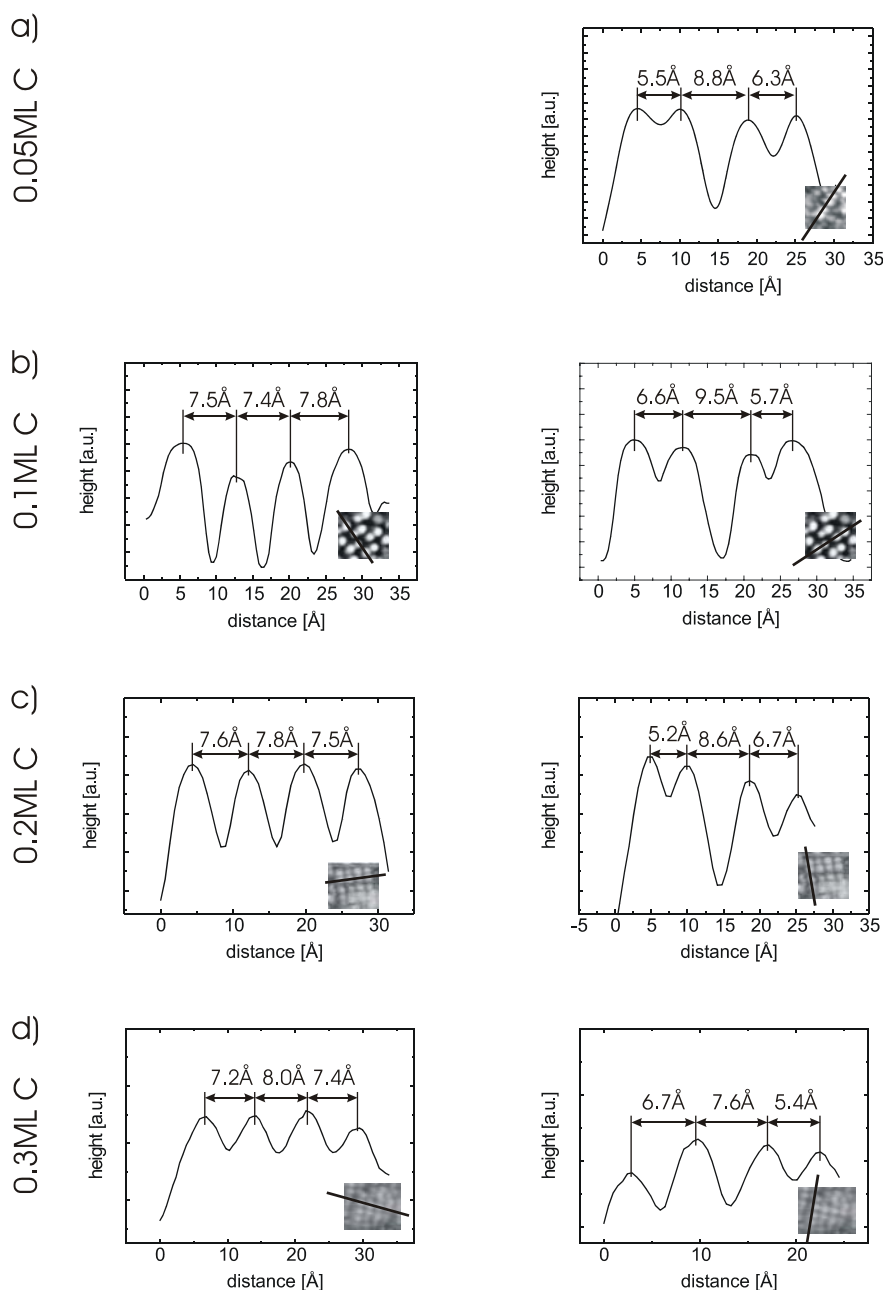 a)
0.05ML C
5.5Å 8.8Å 6.3Å
height [a.u.]
0 5 10 15 20 25 30 35
distance [Å]
b)
0.1ML C
7.5Å 7.4Å 7.8Å
height [a.u.]
0 5 10 15 20 25 30 35
distance [Å]
6.6Å 9.5Å 5.7Å
height [a.u.]
0 5 10 15 20 25 30 35
distance [Å]
c)
0.2ML C
7.6Å 7.8Å 7.5Å
height [a.u.]
0 10 20 30
distance [Å]
5.2Å 8.6Å 6.7Å
height [a.u.]
-5 0 5 10 15 20 25 30 35
distance [Å]
d)
0.3ML C
7.2Å 8.0Å 7.4Å
height [a.u.]
0 10 20 30
distance [Å]
6.7Å 7.6Å 5.4Å
height [a.u.]
0 10 20
distance [Å]